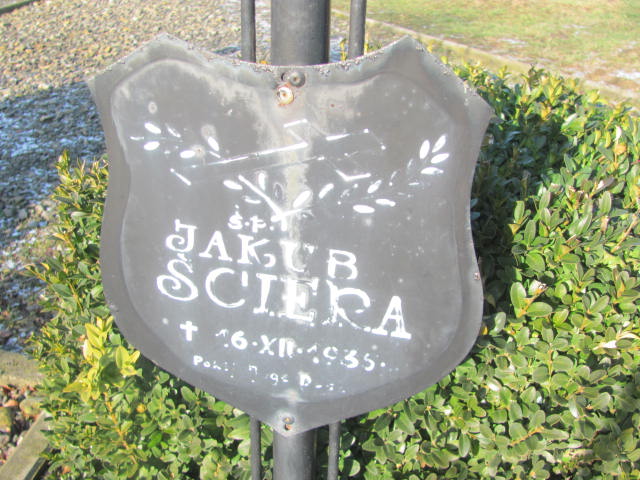 Ś.P.
JAKUB
ŚCIERA
† 16·XII·1935